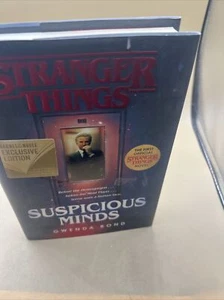 STRANGER
THINGS
BARNES & NOBLE
EXCLUSIVE
EDITION
THE FIRST
OFFICIAL
STRANGER
THINGS
NOVEL
SUSPICIOUS
MINDS
GWENDA BOND